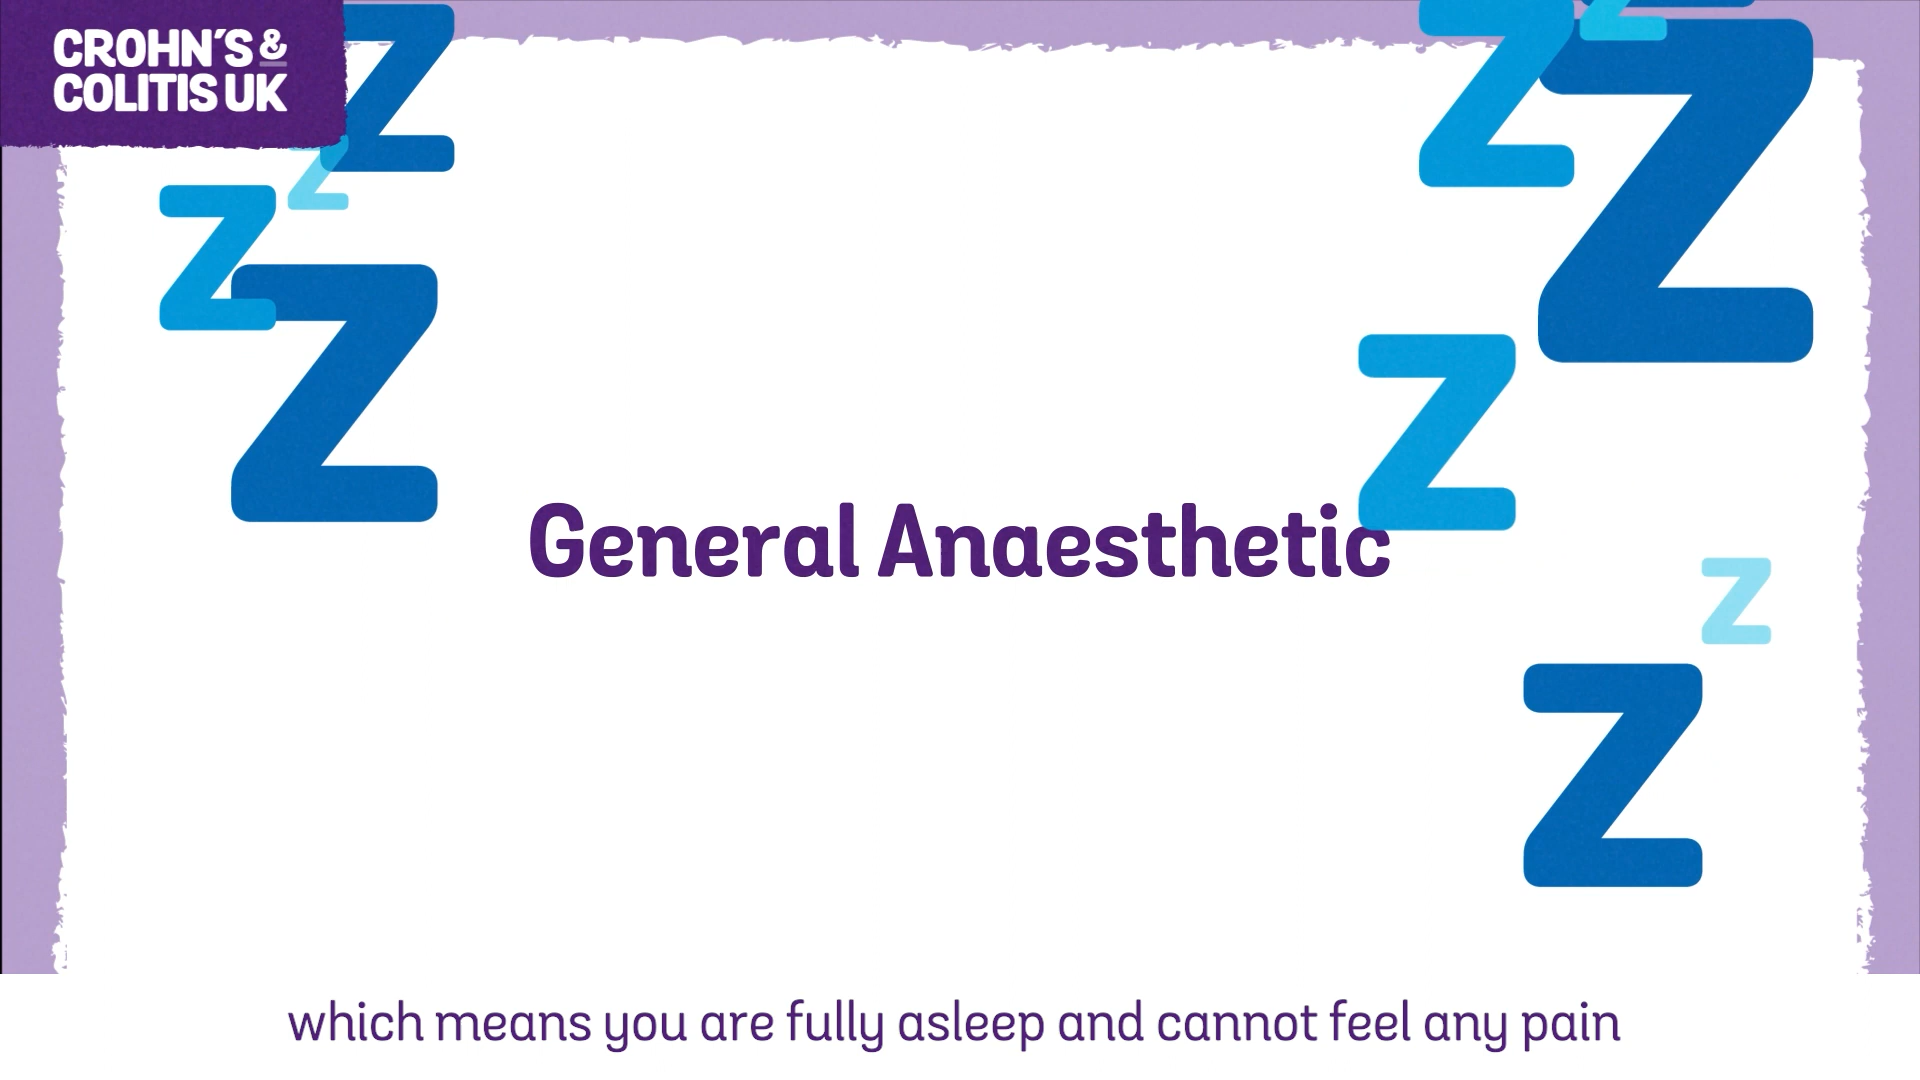 CROHN'S &
COLITIS UK
Z
Z
Z
Z
Z
Z
Z
Z
Z
Z
General Anaesthetic
which means you are fully asleep and cannot feel any pain